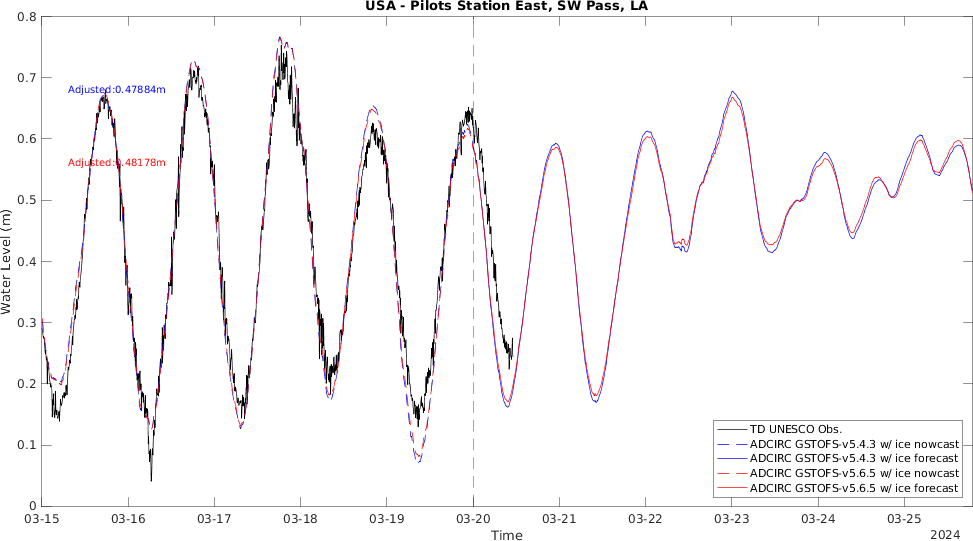 USA - Pilots Station East, SW Pass, LA
0.8
0.7
0.6
0.5
0.4
0.3
0.2
0.1
0
Water Level (m)
Adjusted:0.47884m
Adjusted:0.48178m
TD UNESCO Obs.
ADCIRC GSTOFS-v5.4.3 w/ ice nowcast
ADCIRC GSTOFS-v5.4.3 w/ ice forecast
ADCIRC GSTOFS-v5.6.5 w/ ice nowcast
ADCIRC GSTOFS-v5.6.5 w/ ice forecast
03-15 03-16 03-17 03-18 03-19 03-20 03-21 03-22 03-23 03-24 03-25
Time
2024